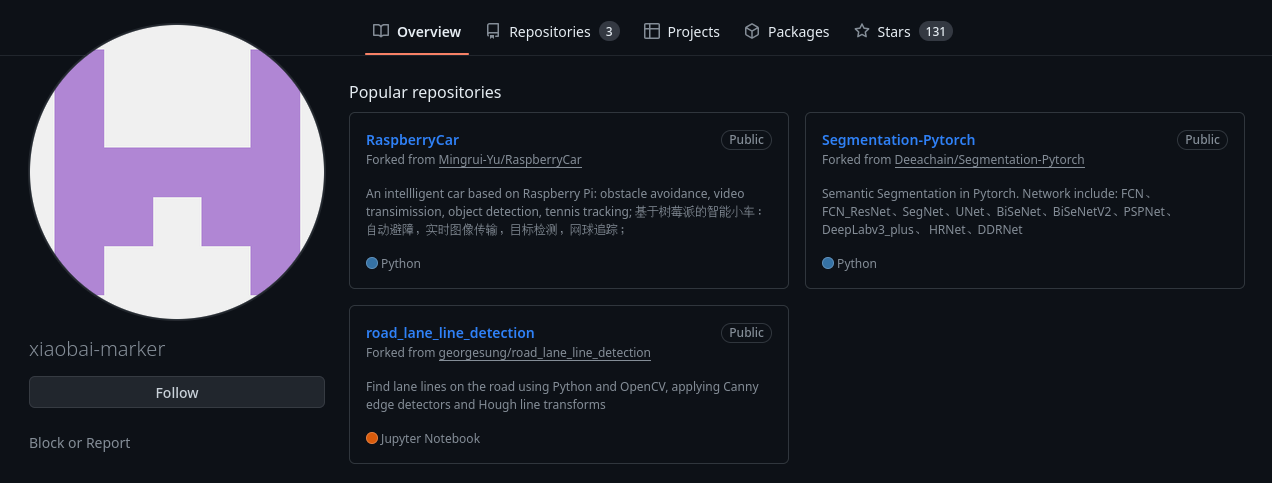 Overview Repositories 3 Projects Packages Stars 131
Popular repositories
RaspberryCar Public
Forked from Mingrui-Yu/RaspberryCar
An intellligent car based on Raspberry Pi: obstacle avoidance, video
transimission, object detection, tennis tracking; 基于树莓派的智能小车：
自动避障，实时图像传输，目标检测，网球追踪；
Python
Segmentation-Pytorch Public
Forked from Deeachain/Segmentation-Pytorch
Semantic Segmentation in Pytorch. Network include: FCN、
FCN_ResNet、SegNet、UNet、BiSeNet、BiSeNetV2、PSPNet、
DeepLabv3_plus、 HRNet、DDRNet
Python
road_lane_line_detection Public
Forked from georgesung/road_lane_line_detection
Find lane lines on the road using Python and OpenCV, applying Canny
edge detectors and Hough line transforms
Jupyter Notebook
xiaobai-marker
Follow
Block or Report